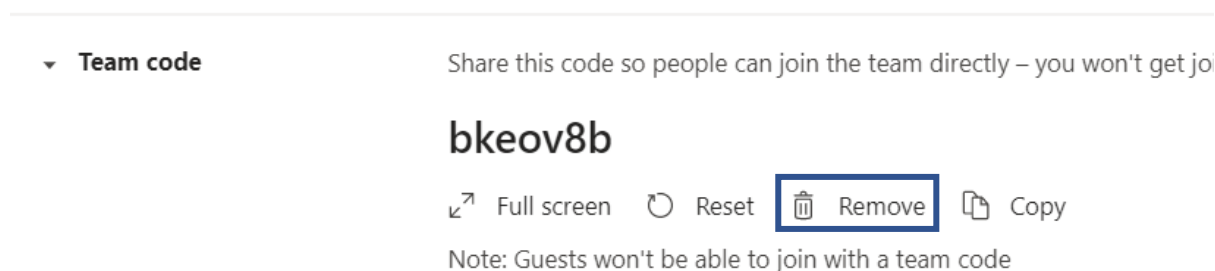 Team code
Share this code so people can join the team directly – you won't get joi
bkeov8b
Full screen Reset Remove Copy
Note: Guests won't be able to join with a team code